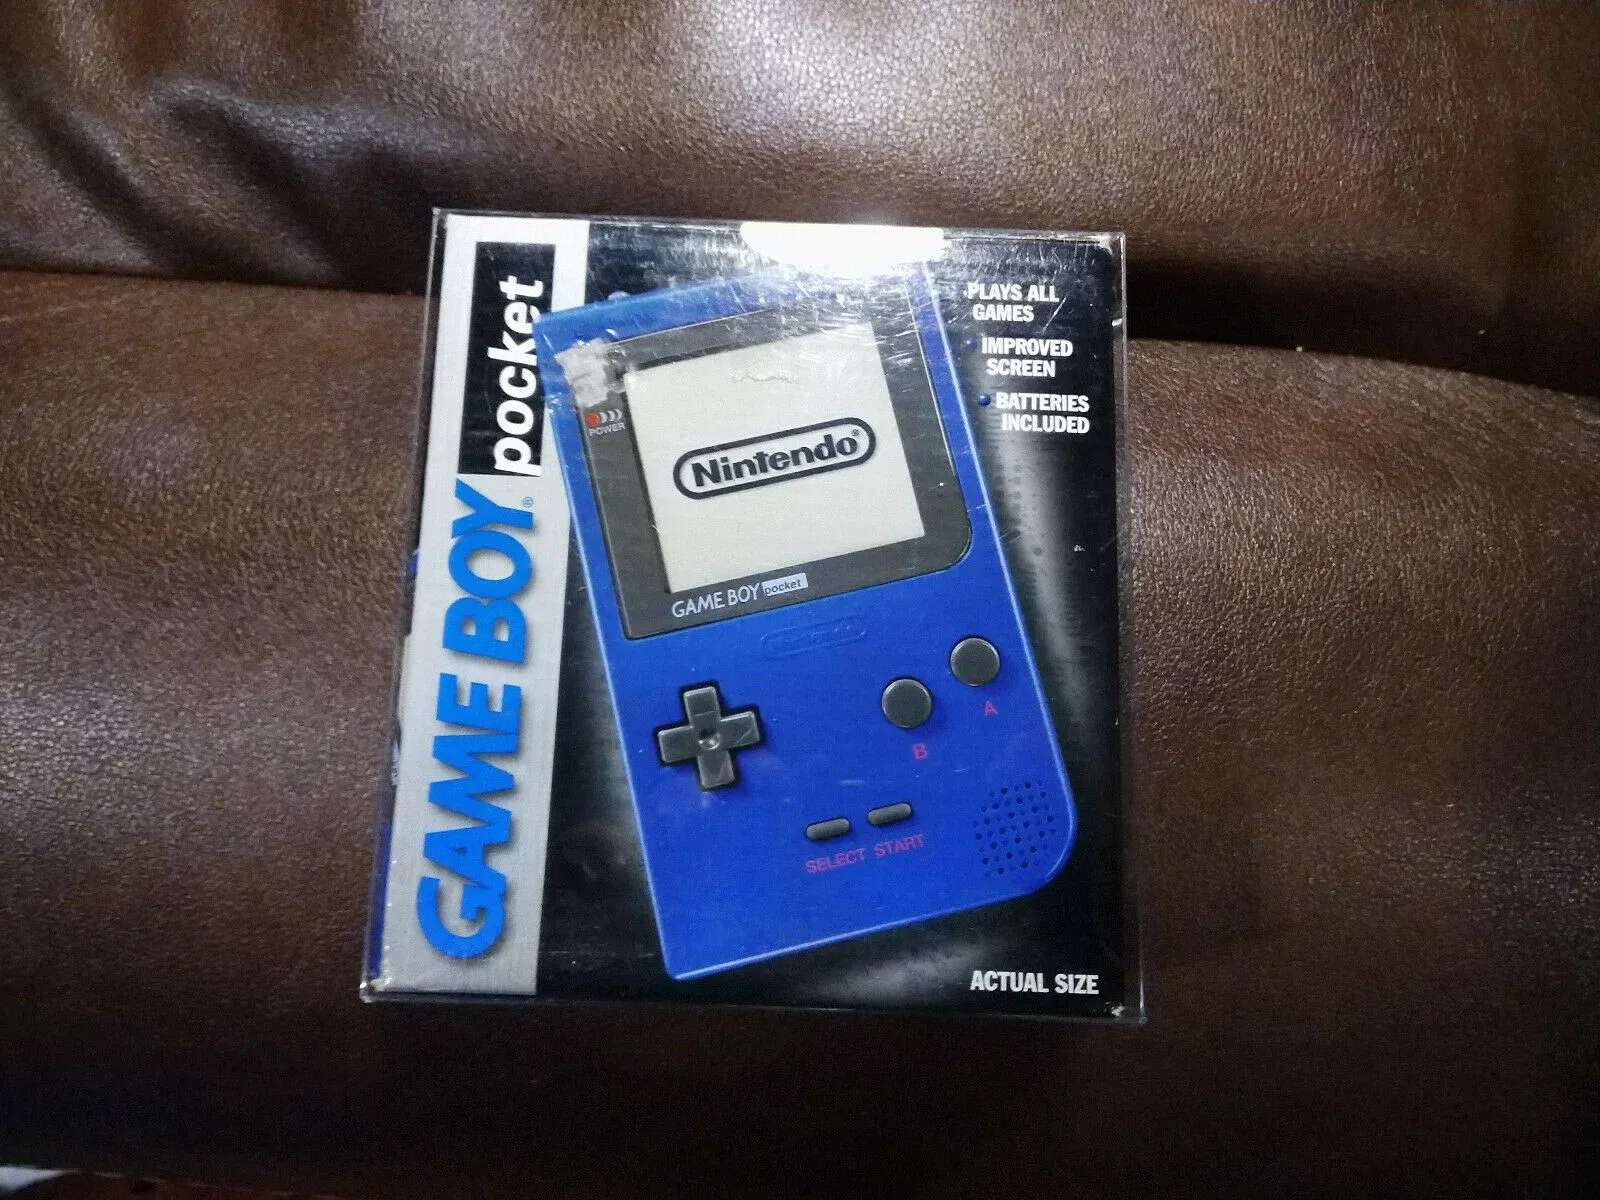 GAME BOY® pocket
PLAYS ALL
GAMES
IMPROVED
SCREEN
BATTERIES
INCLUDED
POWER
Nintendo®
GAME BOY pocket
Nintendo
A
B
SELECT START
ACTUAL SIZE